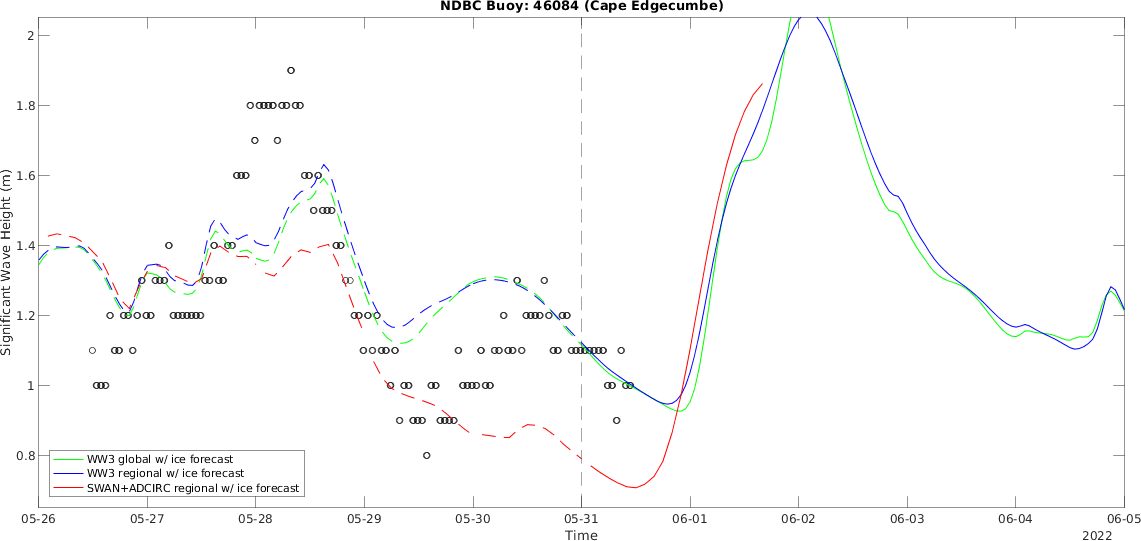 NDBC Buoy: 46084 (Cape Edgecumbe)
Significant Wave Height (m)
2
1.8
1.6
1.4
1.2
1
0.8
WW3 global w/ ice forecast
WW3 regional w/ ice forecast
SWAN+ADCIRC regional w/ ice forecast
05-26 05-27 05-28 05-29 05-30 05-31 06-01 06-02 06-03 06-04 06-05
Time
2022